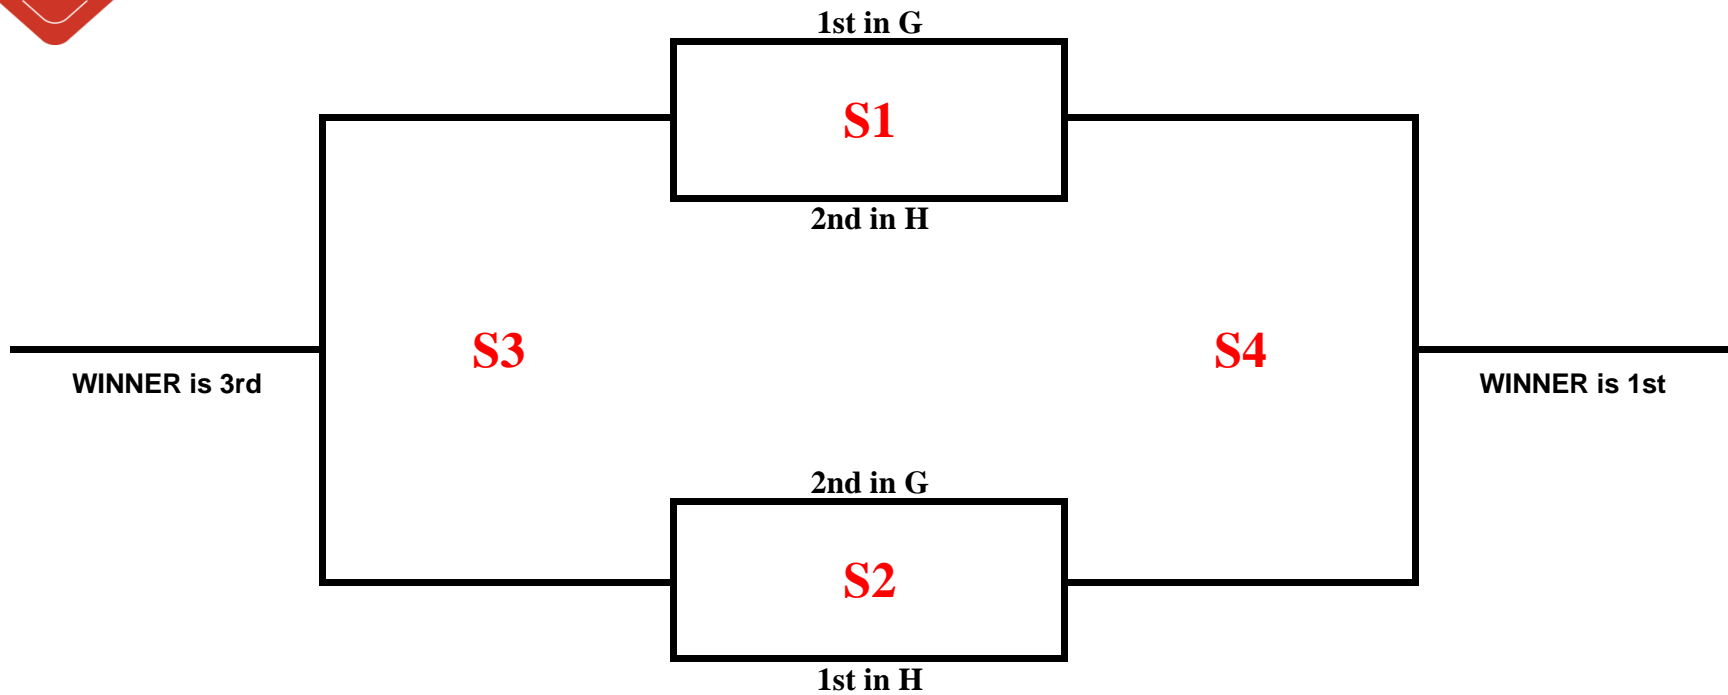 1st in G
S1
2nd in H
S3
S4
WINNER is 3rd
WINNER is 1st
2nd in G
S2
1st in H